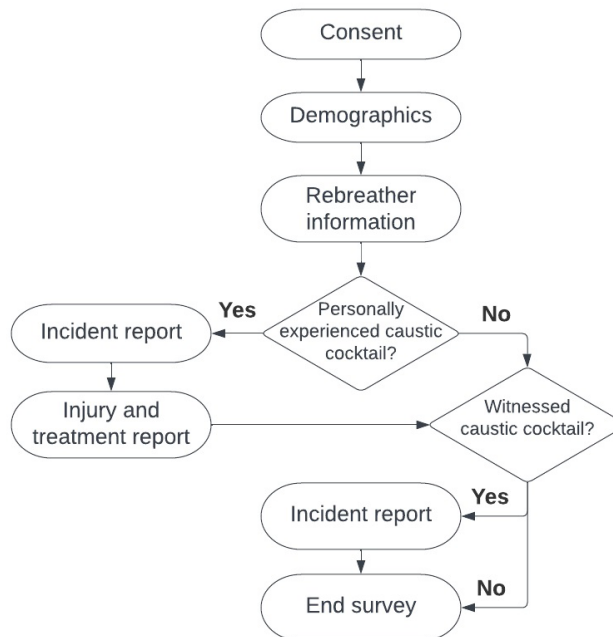 Consent
Demographics
Rebreather
information
Personally
experienced caustic
cocktail?
Yes
No
Incident report
Injury and
treatment report
Witnessed
caustic cocktail?
Yes
Incident report
No
End survey